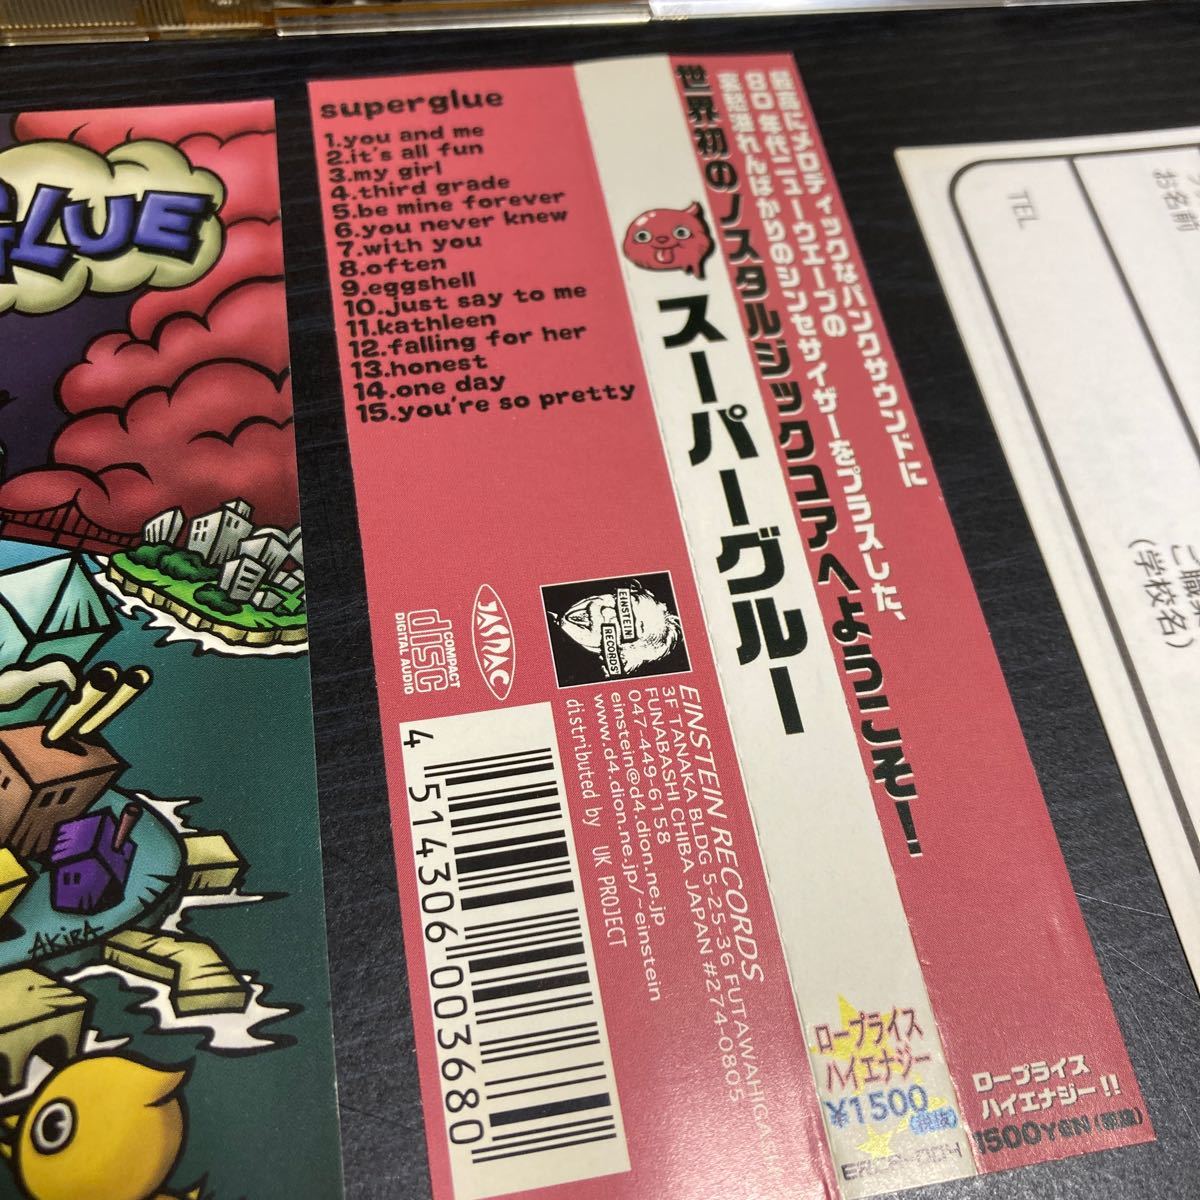 GLUE
AKiRA
superglue
1.you and me
2.it's all fun
3.my girl
4.third grade
5.be mine forever
6.you never knew
7.with you
8.often
9.eggshell
10.just say to me
11.kathleen
12.falling for her
13.honest
14.one day
15.you're so pretty
COMPACT
disc
DIGITAL AUDIO
JASRAC
EINSTEIN
RECORDS
EINSTEIN RECORDS
3F TANAKA BLDG 5-25-36 FUTAWAHIGASHI
FUNABASHI CHIBA JAPAN #274-0805
047-449-6158
einstein@d4.dion.ne.jp
www.d4.dion.ne.jp/~einstein
distributed by UK PROJECT
4 514306 003680
世界初のノスタルジックコアへようこそ!
スーパーグルー
ロープライス
ハイエナジー
¥1500(税抜)
最高にメロディックなパンクサウンドに
80年代ニューウエーブの
哀愁溢れんばかりのシンセサイザーをプラスした、
ロープライス
ハイエナジー!!
1500YEN(税抜)
お名前
TEL
(学校名)